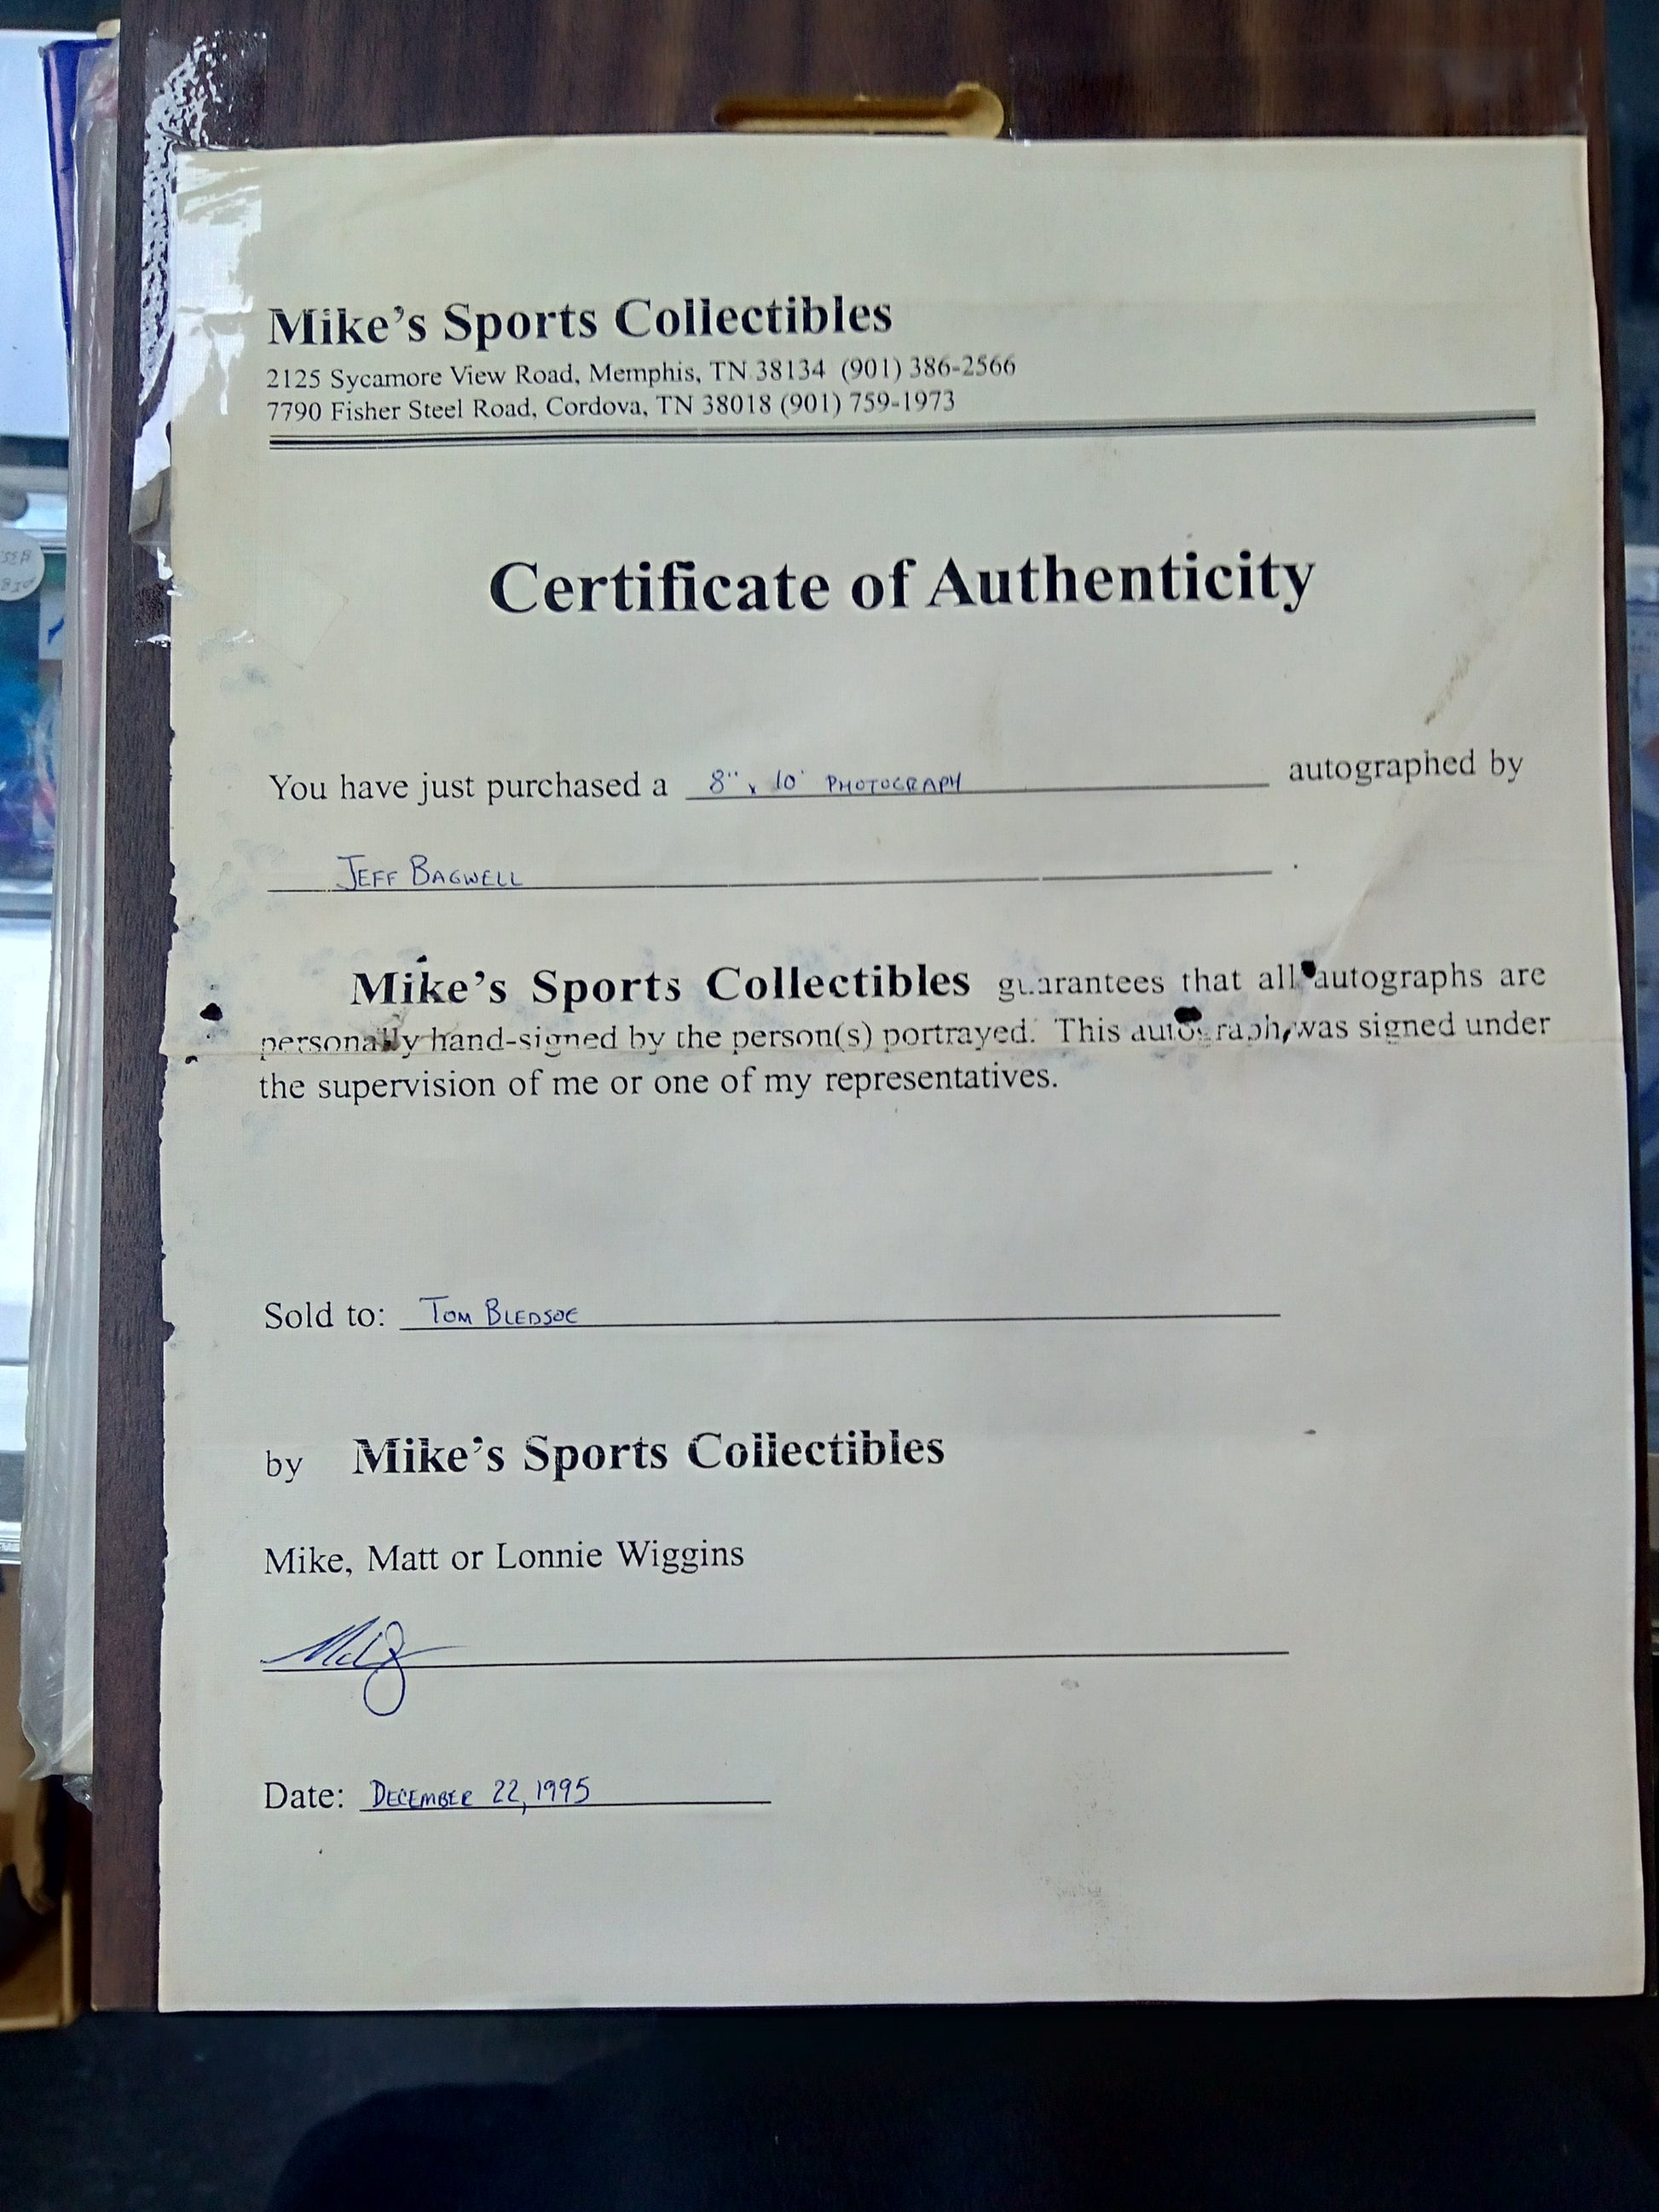 Mike's Sports Collectibles
2125 Sycamore View Road, Memphis, TN 38134 (901) 386-2566
7790 Fisher Steel Road, Cordova, TN 38018 (901) 759-1973
Certificate of Authenticity
You have just purchased a 8" x 10' PHOTOGRAPH autographed by
JEFF BAGWELL .
Mike's Sports Collectibles guarantees that all autographs are
personally hand-signed by the person(s) portrayed. This autograph, was signed under
the supervision of me or one of my representatives.
Sold to: TOM BLEDSOE
by Mike's Sports Collectibles
Mike, Matt or Lonnie Wiggins
Date: DECEMBER 22, 1995